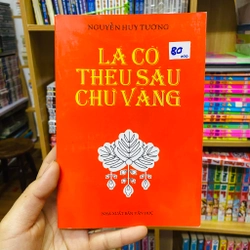 NGUYỄN HUY TƯỞNG
LÁ CỜ
THÊU SÁU
CHỮ VÀNG
80